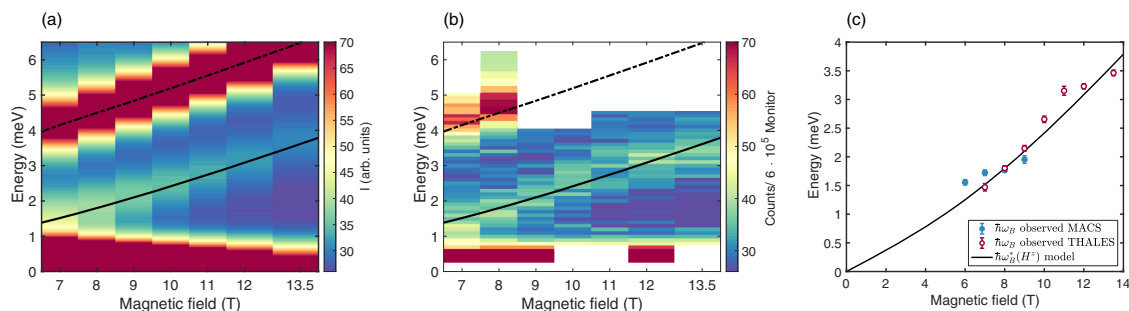 (a)
6
5
4
3
2
1
0
Energy (meV)
7 8 9 10 11 12 13.5
Magnetic field (T)
70
65
60
55
50
45
40
35
30
I (arb. units)
(b)
6
5
4
3
2
1
0
Energy (meV)
7 8 9 10 11 12 13.5
Magnetic field (T)
70
60
50
40
30
Counts/ 6 · 10^5 Monitor
(c)
4
3.5
3
2.5
2
1.5
1
0.5
0
Energy (meV)
0 2 4 6 8 10 12 14
Magnetic field (T)
ℏω_B observed MACS
ℏω_B observed THALES
ℏω_B^*(H^z) model